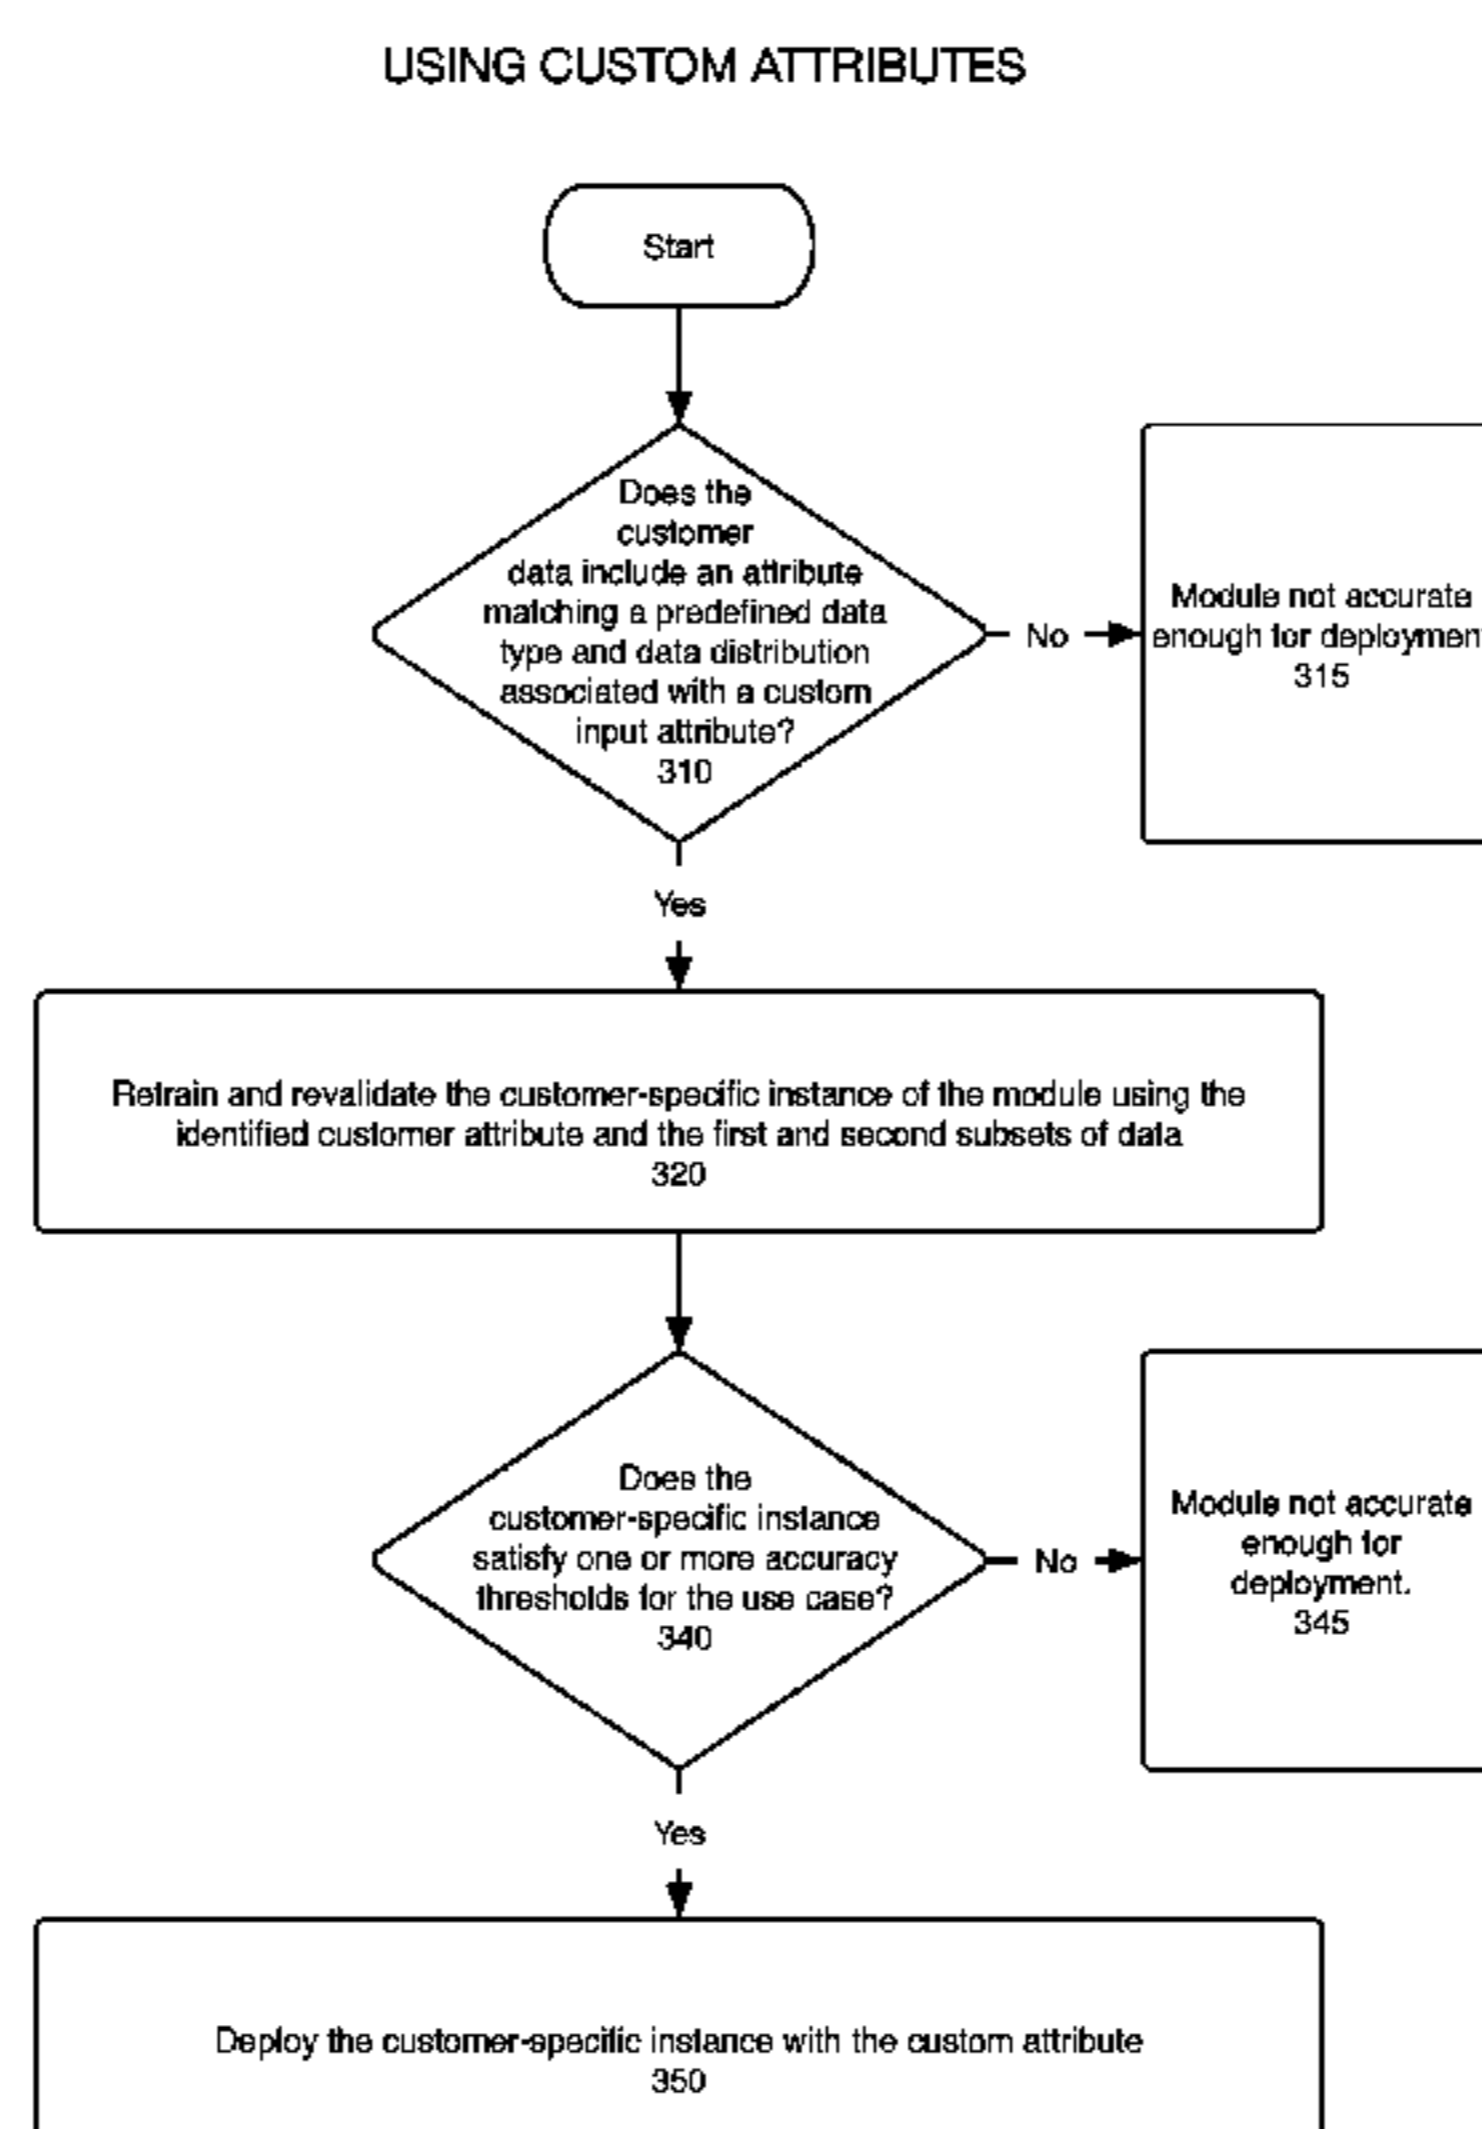 USING CUSTOM ATTRIBUTES
Start
Does the
customer
data include an attribute
matching a predefined data
type and data distribution
associated with a custom
input attribute?
310
No
Module not accurate
enough for deployment
315
Yes
Retrain and revalidate the customer-specific instance of the module using the
identified customer attribute and the first and second subsets of data
320
Does the
customer-specific instance
satisfy one or more accuracy
thresholds for the use case?
340
No
Module not accurate
enough for
deployment.
345
Yes
Deploy the customer-specific instance with the custom attribute
350